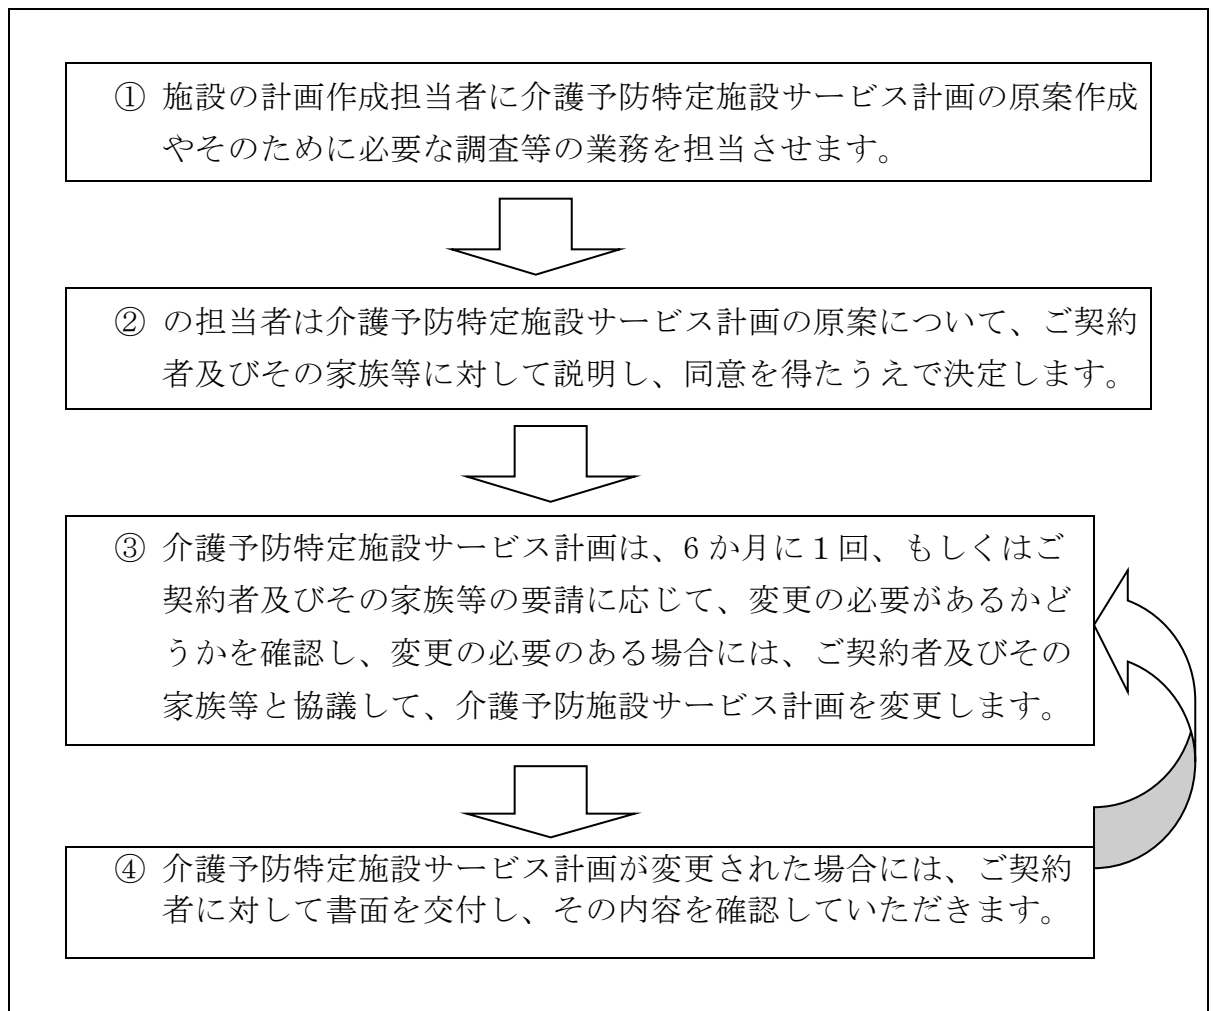 ① 施設の計画作成担当者に介護予防特定施設サービス計画の原案作成
やそのために必要な調査等の業務を担当させます。
② の担当者は介護予防特定施設サービス計画の原案について、ご契約
者及びその家族等に対して説明し、同意を得たうえで決定します。
③ 介護予防特定施設サービス計画は、6か月に1回、もしくはご
契約者及びその家族等の要請に応じて、変更の必要があるかど
うかを確認し、変更の必要のある場合には、ご契約者及びその
家族等と協議して、介護予防施設サービス計画を変更します。
④ 介護予防特定施設サービス計画が変更された場合には、ご契約
者に対して書面を交付し、その内容を確認していただきます。